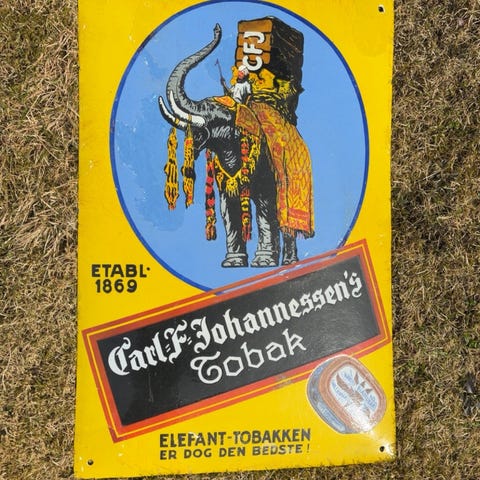 CFJ
ETABL·
1869
Carl.F.Johannessen's
Tobak
ELEFANT-TOBAKKEN
ER DOG DEN BEDSTE!